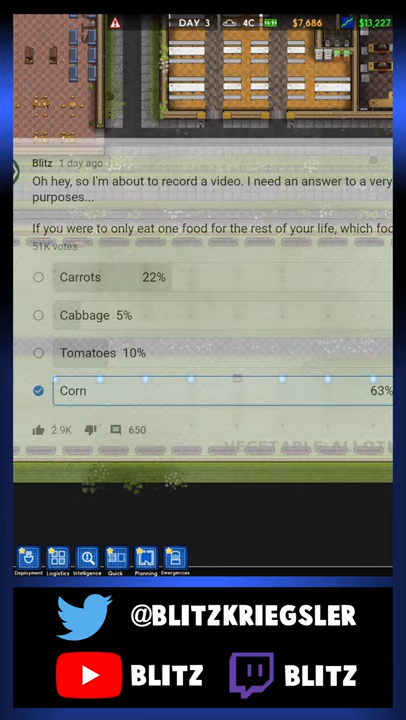 DAY 3 4C $7,686 $13,227
Blitz 1 day ago
Oh hey, so I'm about to record a video. I need an answer to a very
purposes...
If you were to only eat one food for the rest of your life, which foo
51K votes
Carrots 22%
Cabbage 5%
Tomatoes 10%
Corn 63%
2.9K 650
VEGETABLE ALLOT
Deployment Logistics Intelligence Quick Planning Emergencies
@BLITZKRIEGSLER
BLITZ BLITZ